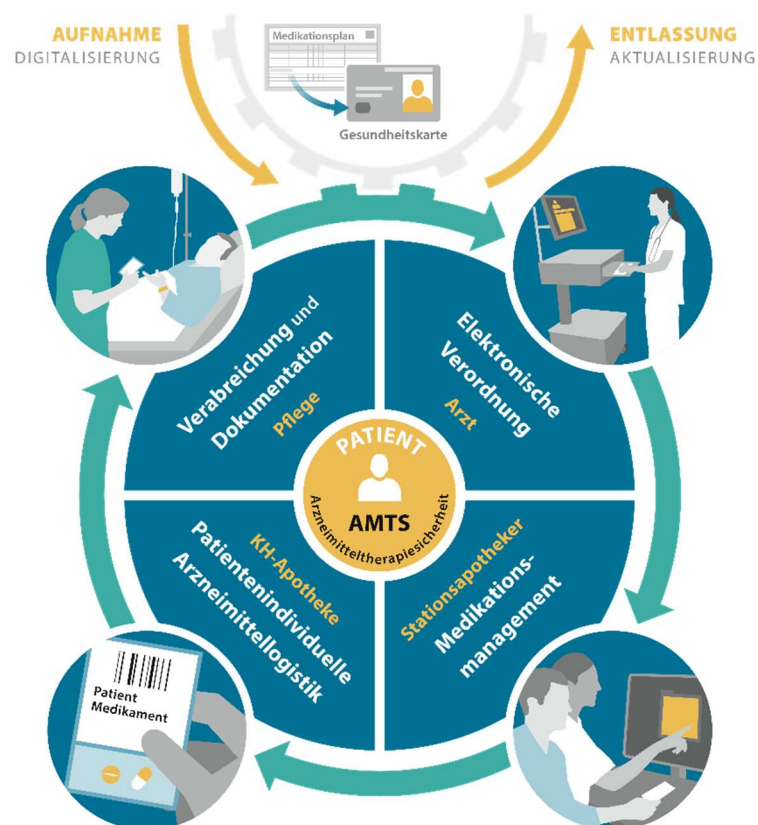 AUFNAHME
DIGITALISIERUNG
Medikationsplan
Gesundheitskarte
ENTLASSUNG
AKTUALISIERUNG
Verabreichung und
Dokumentation
Pflege
Elektronische
Verordnung
Arzt
PATIENT
AMTS
Arzneimitteltherapiesicherheit
KH-Apotheke
Patientenindividuelle
Arzneimittellogistik
Stationsapotheker
Medikations-
management
Patient
Medikament